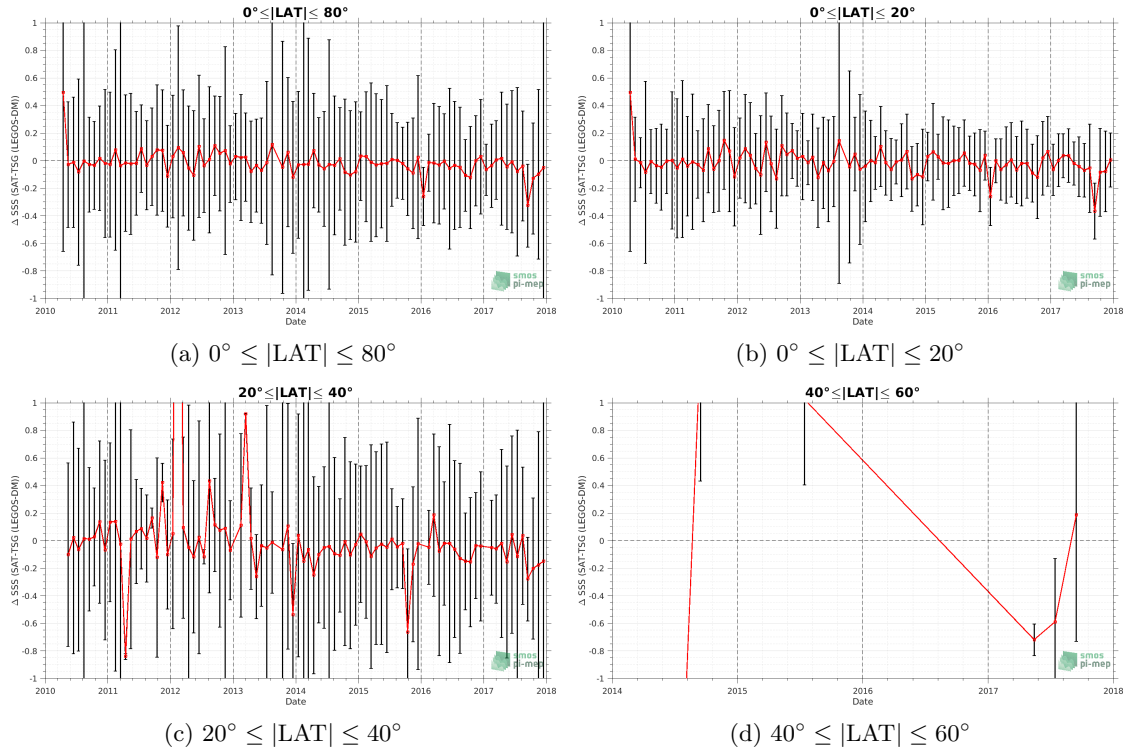 0°≤|LAT|≤ 80°
1
0.8
0.6
0.4
0.2
0
-0.2
-0.4
-0.6
-0.8
-1
Δ SSS (SAT-TSG (LEGOS-DM))
2010 2011 2012 2013 2014 2015 2016 2017 2018
Date
smos
pi-mep
(a) 0° ≤ |LAT| ≤ 80°
0°≤|LAT|≤ 20°
1
0.8
0.6
0.4
0.2
0
-0.2
-0.4
-0.6
-0.8
-1
Δ SSS (SAT-TSG (LEGOS-DM))
2010 2011 2012 2013 2014 2015 2016 2017 2018
Date
smos
pi-mep
(b) 0° ≤ |LAT| ≤ 20°
20°≤|LAT|≤ 40°
1
0.8
0.6
0.4
0.2
0
-0.2
-0.4
-0.6
-0.8
-1
Δ SSS (SAT-TSG (LEGOS-DM))
2010 2011 2012 2013 2014 2015 2016 2017 2018
Date
smos
pi-mep
(c) 20° ≤ |LAT| ≤ 40°
40°≤|LAT|≤ 60°
1
0.8
0.6
0.4
0.2
0
-0.2
-0.4
-0.6
-0.8
-1
Δ SSS (SAT-TSG (LEGOS-DM))
2014 2015 2016 2017 2018
Date
smos
pi-mep
(d) 40° ≤ |LAT| ≤ 60°